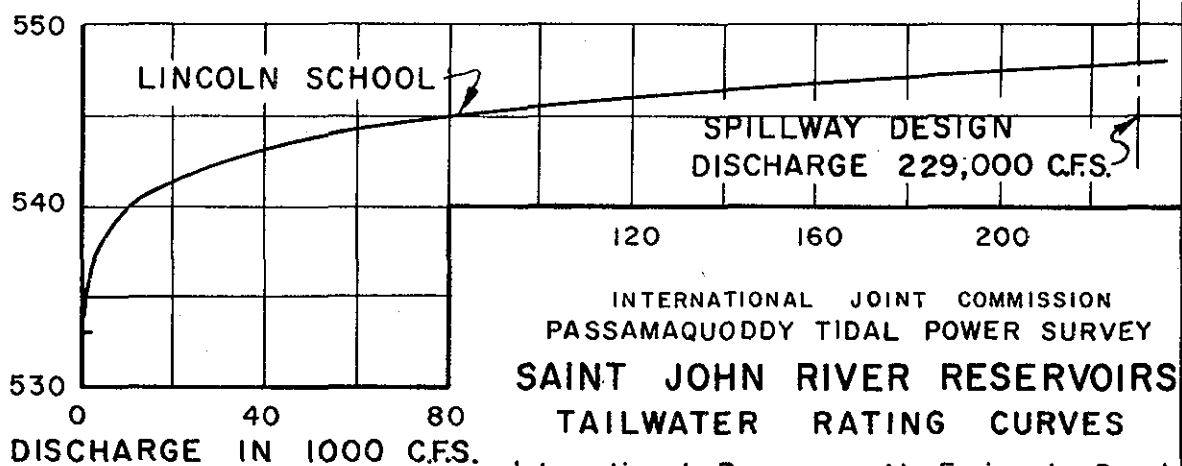 550
LINCOLN SCHOOL
SPILLWAY DESIGN
DISCHARGE 229,000 C.F.S.
540
120 160 200
INTERNATIONAL JOINT COMMISSION
PASSAMAQUODDY TIDAL POWER SURVEY
530
SAINT JOHN RIVER RESERVOIRS
0 40 80
TAILWATER RATING CURVES
DISCHARGE IN 1000 C.F.S.